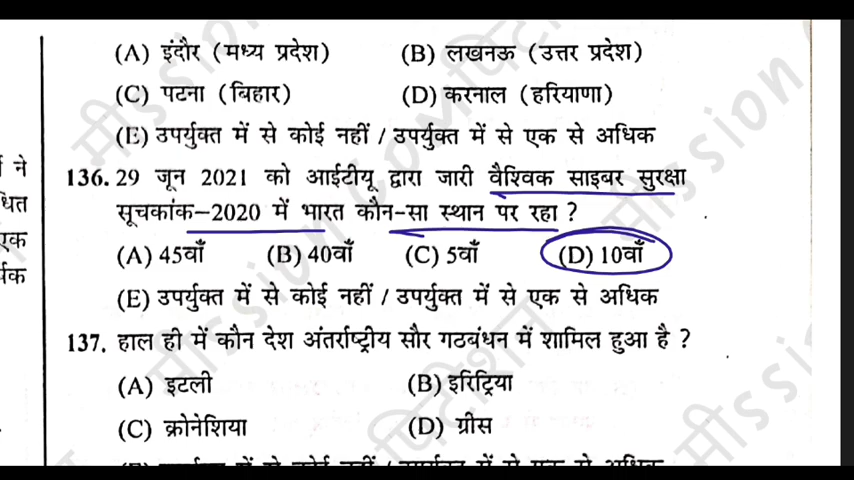 (A) इंदौर (मध्य प्रदेश) (B) लखनऊ (उत्तर प्रदेश)
(C) पटना (बिहार) (D) करनाल (हरियाणा)
(E) उपर्युक्त में से कोई नहीं / उपर्युक्त में से एक से अधिक
136. 29 जून 2021 को आईटीयू द्वारा जारी वैश्विक साइबर सुरक्षा
सूचकांक–2020 में भारत कौन-सा स्थान पर रहा ?
(A) 45वाँ (B) 40वाँ (C) 5वाँ (D) 10वाँ
(E) उपर्युक्त में से कोई नहीं / उपर्युक्त में से एक से अधिक
137. हाल ही में कौन देश अंतर्राष्ट्रीय सौर गठबंधन में शामिल हुआ है ?
(A) इटली (B) इरिट्रिया
(C) क्रोनेशिया (D) ग्रीस
ने
एक